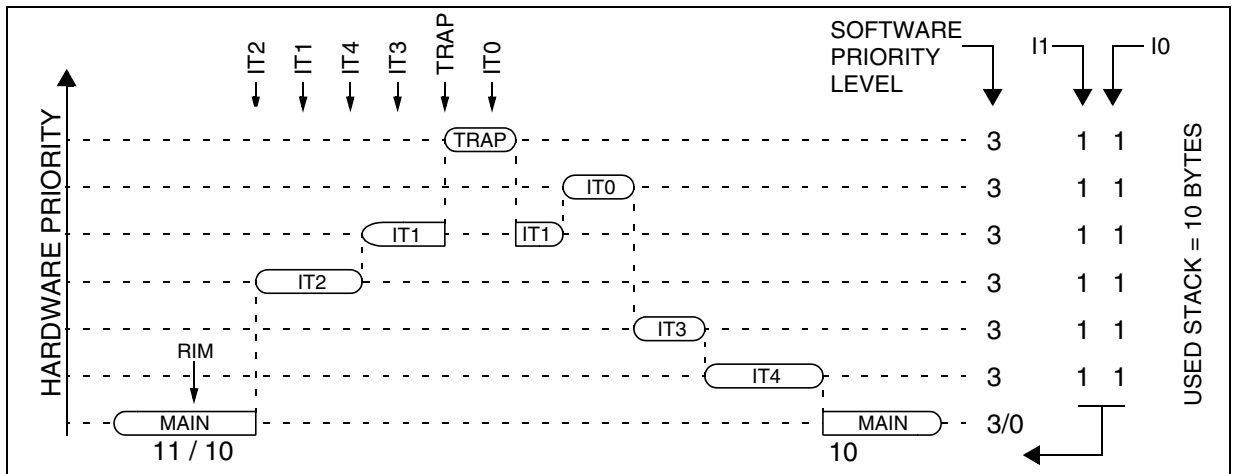 IT2
IT1
IT4
IT3
TRAP
IT0
SOFTWARE
PRIORITY
LEVEL
I1
I0
HARDWARE PRIORITY
TRAP
3
1 1
IT0
3
1 1
IT1
IT1
3
1 1
IT2
3
1 1
IT3
3
1 1
RIM
IT4
3
1 1
MAIN
MAIN
3/0
11 / 10
10
USED STACK = 10 BYTES